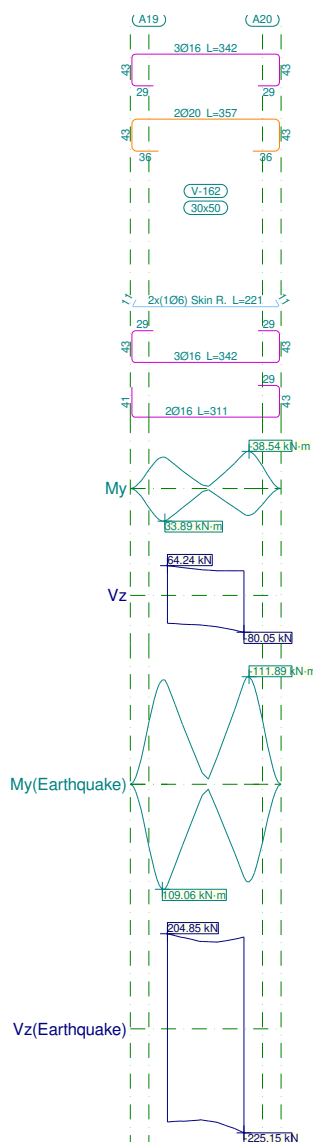 A19 A20
3Ø16 L=342
43 43
29 29
2Ø20 L=357
43 43
36 36
V-162
30x50
11 2x(1Ø6) Skin R. L=221 11
29 29
43 43
3Ø16 L=342
29
41 43
2Ø16 L=311
-38.54 kN·m
My
33.89 kN·m
64.24 kN
Vz
-80.05 kN
-111.89 kN·m
My(Earthquake)
109.06 kN·m
204.85 kN
Vz(Earthquake)
-225.15 kN